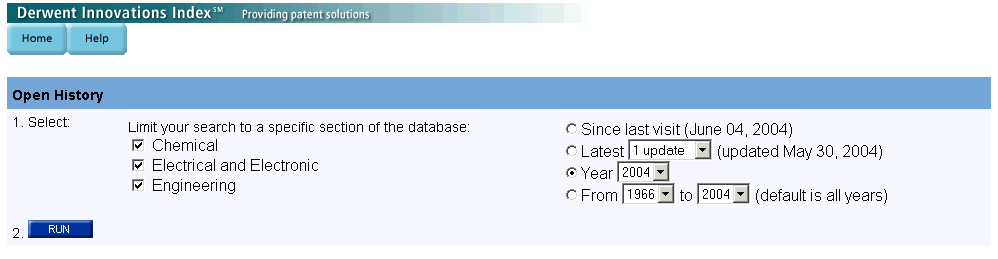 Derwent Innovations Index℠ Providing patent solutions
Home Help
Open History
1. Select:
Limit your search to a specific section of the database:
Chemical
Electrical and Electronic
Engineering
Since last visit (June 04, 2004)
Latest 1 update (updated May 30, 2004)
Year 2004
From 1966 to 2004 (default is all years)
2. RUN